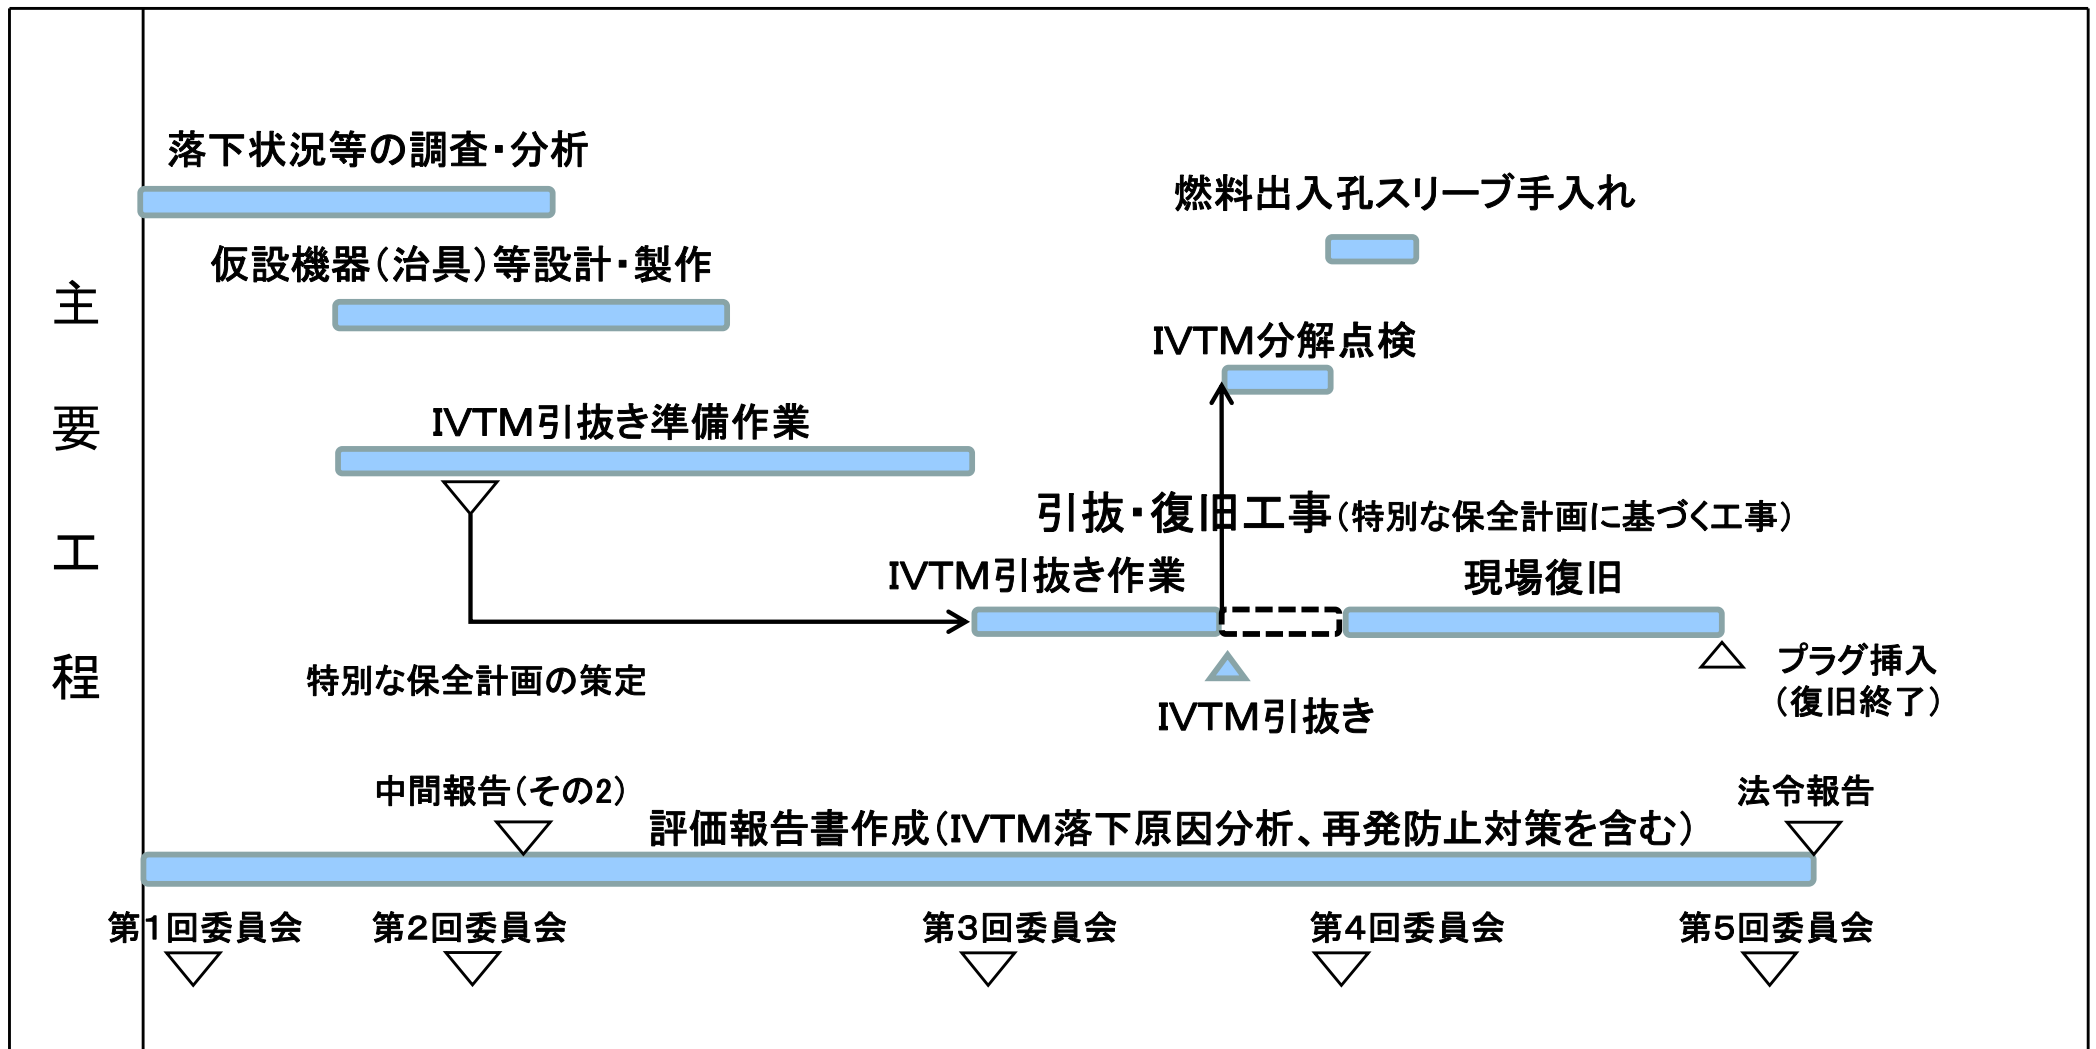 主要工程
落下状況等の調査・分析
燃料出入孔スリーブ手入れ
仮設機器（治具）等設計・製作
IVTM分解点検
IVTM引抜き準備作業
引抜・復旧工事（特別な保全計画に基づく工事）
IVTM引抜き作業
現場復旧
特別な保全計画の策定
プラグ挿入
（復旧終了）
IVTM引抜き
中間報告（その2）
法令報告
評価報告書作成（IVTM落下原因分析、再発防止対策を含む）
第1回委員会
第2回委員会
第3回委員会
第4回委員会
第5回委員会